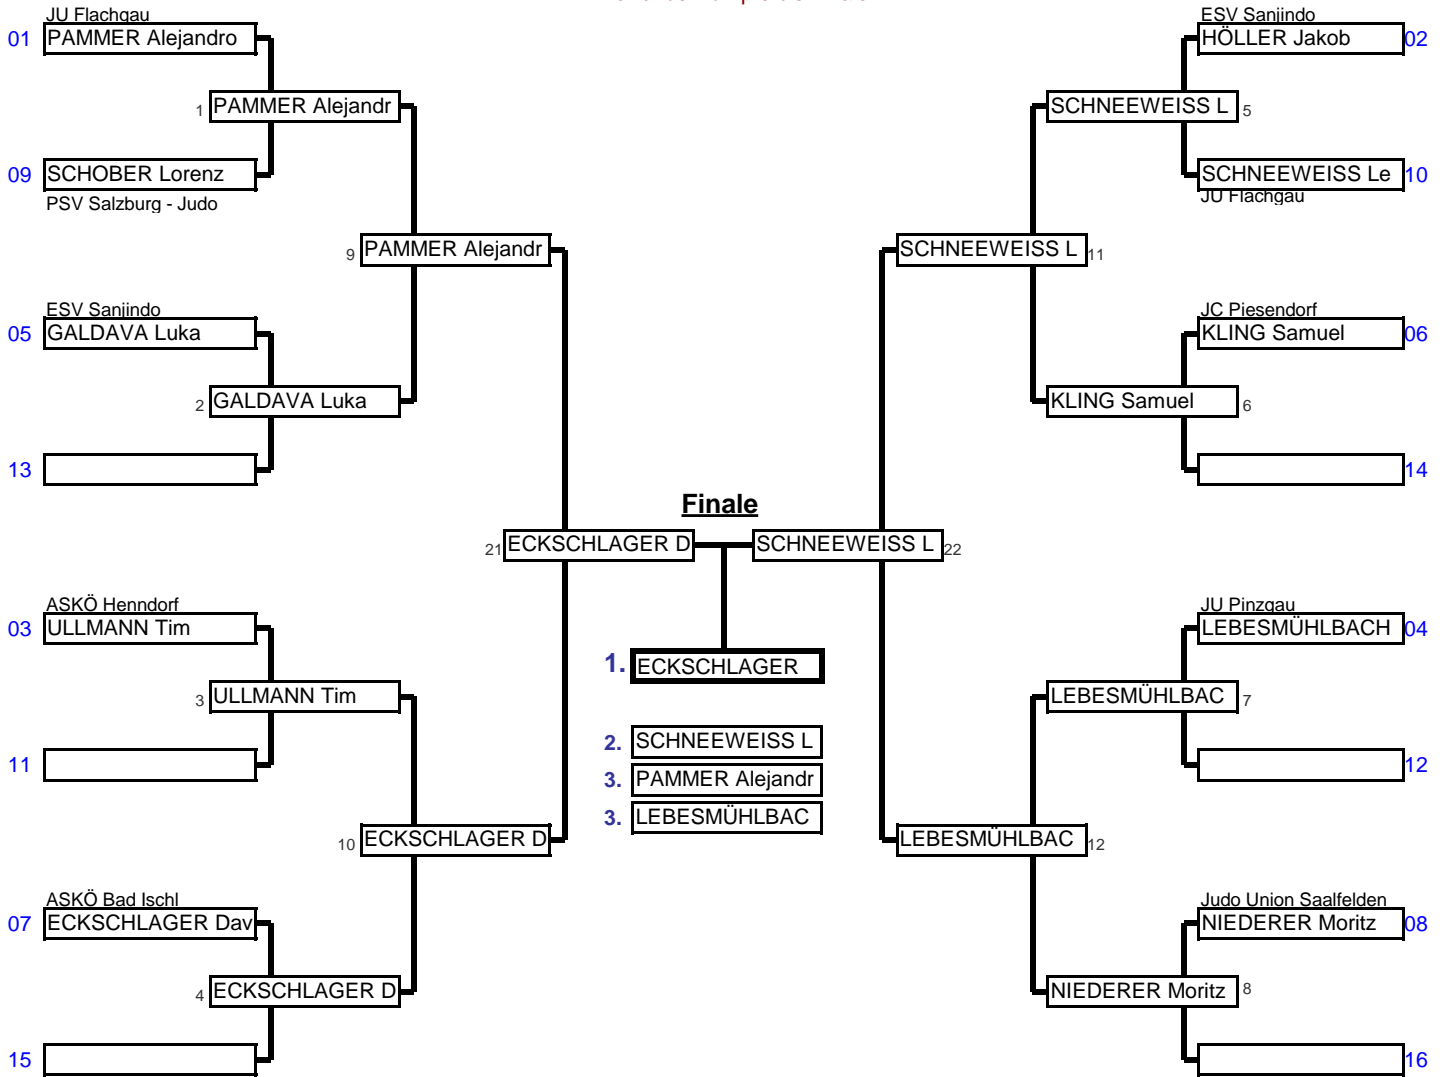 JU Flachgau
01 PAMMER Alejandro
1 PAMMER Alejandr
09 SCHOBER Lorenz
PSV Salzburg - Judo
9 PAMMER Alejandr
ESV Sanjindo
05 GALDAVA Luka
2 GALDAVA Luka
13
21 ECKSCHLAGER D
ASKÖ Henndorf
03 ULLMANN Tim
3 ULLMANN Tim
11
10 ECKSCHLAGER D
ASKÖ Bad Ischl
07 ECKSCHLAGER Dav
4 ECKSCHLAGER D
15
Finale
1. ECKSCHLAGER
2. SCHNEEWEISS L
3. PAMMER Alejandr
3. LEBESMÜHLBAC
ESV Sanjindo
HÖLLER Jakob 02
SCHNEEWEISS L 5
SCHNEEWEISS Le 10
JU Flachgau
SCHNEEWEISS L 11
JC Piesendorf
KLING Samuel 06
KLING Samuel 6
14
SCHNEEWEISS L 22
JU Pinzgau
LEBESMÜHLBACH 04
LEBESMÜHLBAC 7
12
LEBESMÜHLBAC 12
Judo Union Saalfelden
NIEDERER Moritz 08
NIEDERER Moritz 8
16